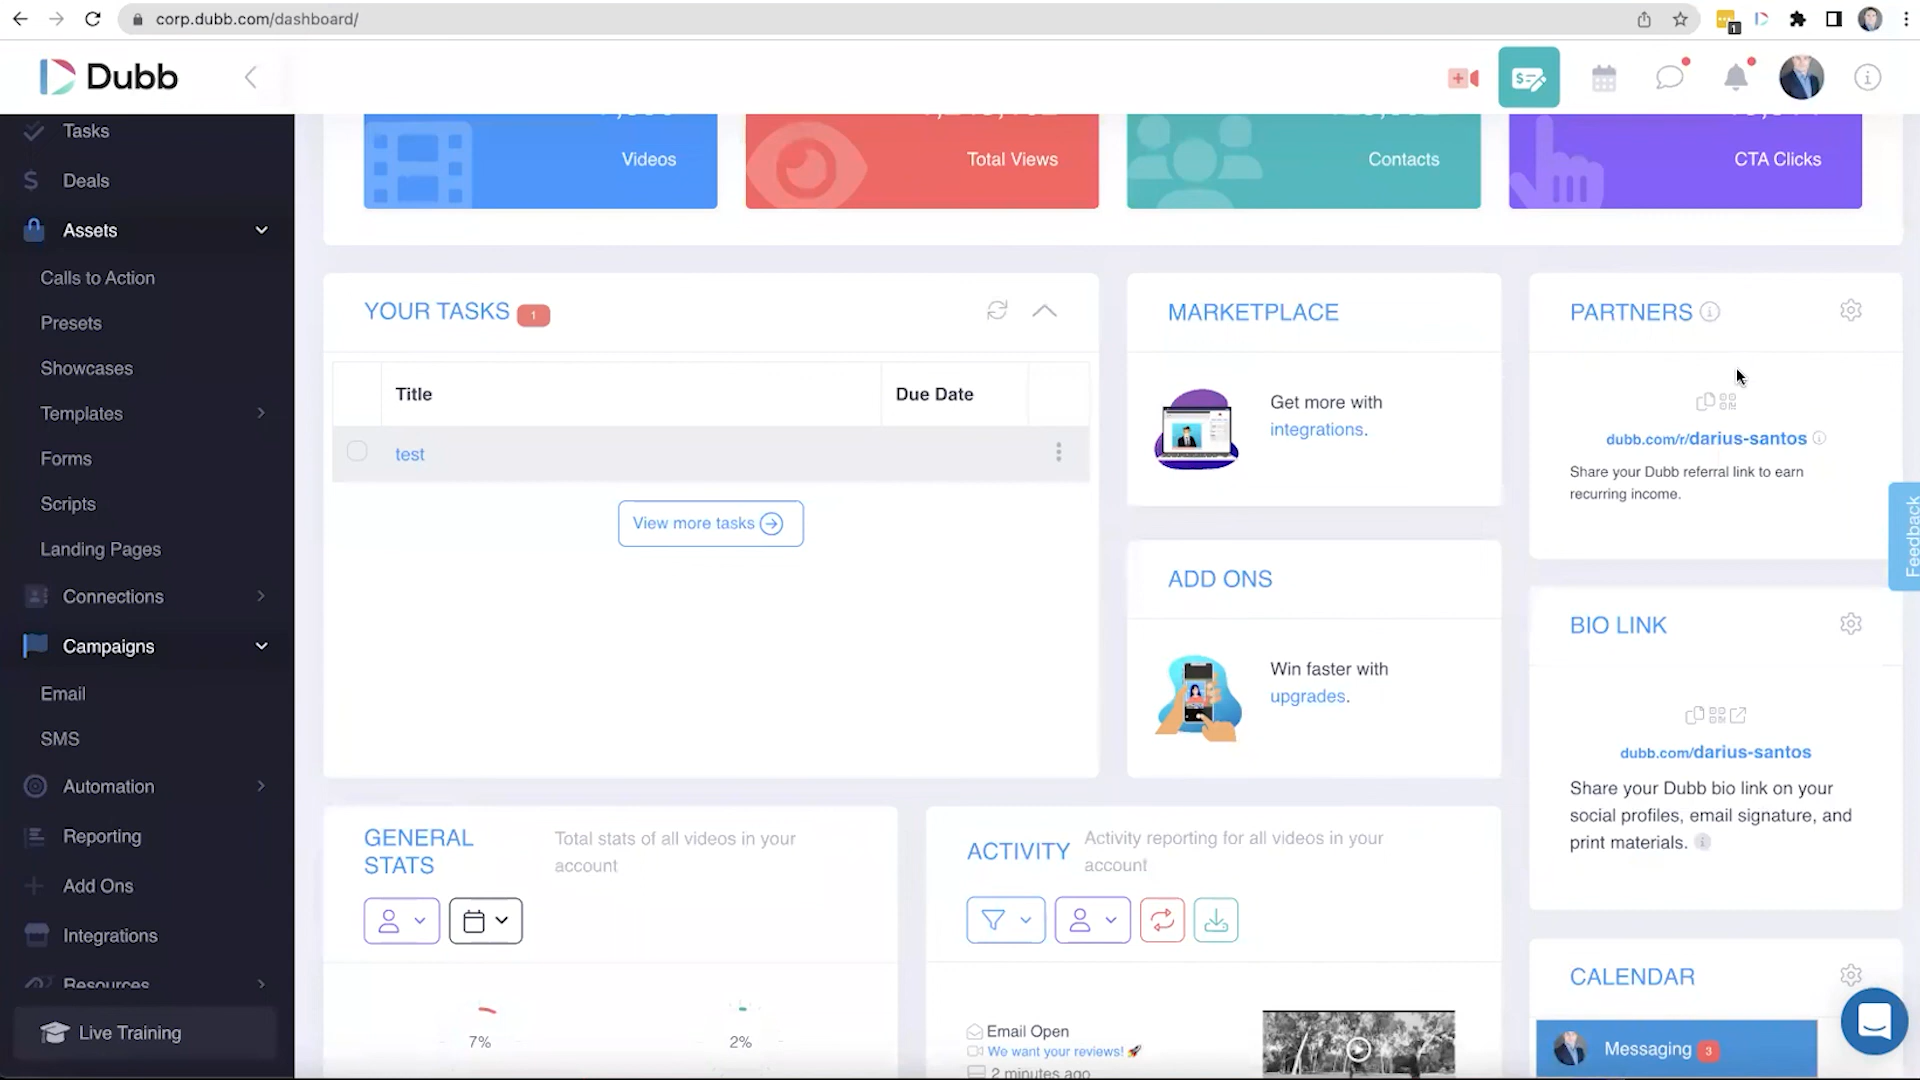 corp.dubb.com/dashboard/
1
Dubb
Tasks
Deals
Assets
Calls to Action
Presets
Showcases
Templates
Forms
Scripts
Landing Pages
Connections
Campaigns
Email
SMS
Automation
Reporting
Add Ons
Integrations
Resources
Live Training
Videos
Total Views
Contacts
CTA Clicks
YOUR TASKS 1
Title
Due Date
test
View more tasks
MARKETPLACE
Get more with
integrations.
ADD ONS
Win faster with
upgrades.
PARTNERS
dubb.com/r/darius-santos
Share your Dubb referral link to earn
recurring income.
Feedback
BIO LINK
dubb.com/darius-santos
Share your Dubb bio link on your
social profiles, email signature, and
print materials.
GENERAL
STATS
Total stats of all videos in your
account
7%
2%
ACTIVITY
Activity reporting for all videos in your
account
Email Open
We want your reviews! 🚀
2 minutes ago
CALENDAR
Messaging 3